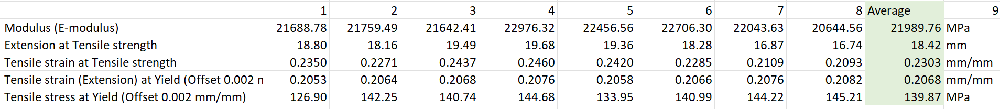 1 2 3 4 5 6 7 8 Average 9
Modulus (E-modulus) 21688.78 21759.49 21642.41 22976.32 22456.56 22706.30 22043.63 20644.56 21989.76 MPa
Extension at Tensile strength 18.80 18.16 19.49 19.68 19.36 18.28 16.87 16.74 18.42 mm
Tensile strain at Tensile strength 0.2350 0.2271 0.2437 0.2460 0.2420 0.2285 0.2109 0.2093 0.2303 mm/mm
Tensile strain (Extension) at Yield (Offset 0.002 n 0.2053 0.2064 0.2068 0.2076 0.2058 0.2066 0.2076 0.2082 0.2068 mm/mm
Tensile stress at Yield (Offset 0.002 mm/mm) 126.90 142.25 140.74 144.68 133.95 140.99 144.22 145.21 139.87 MPa